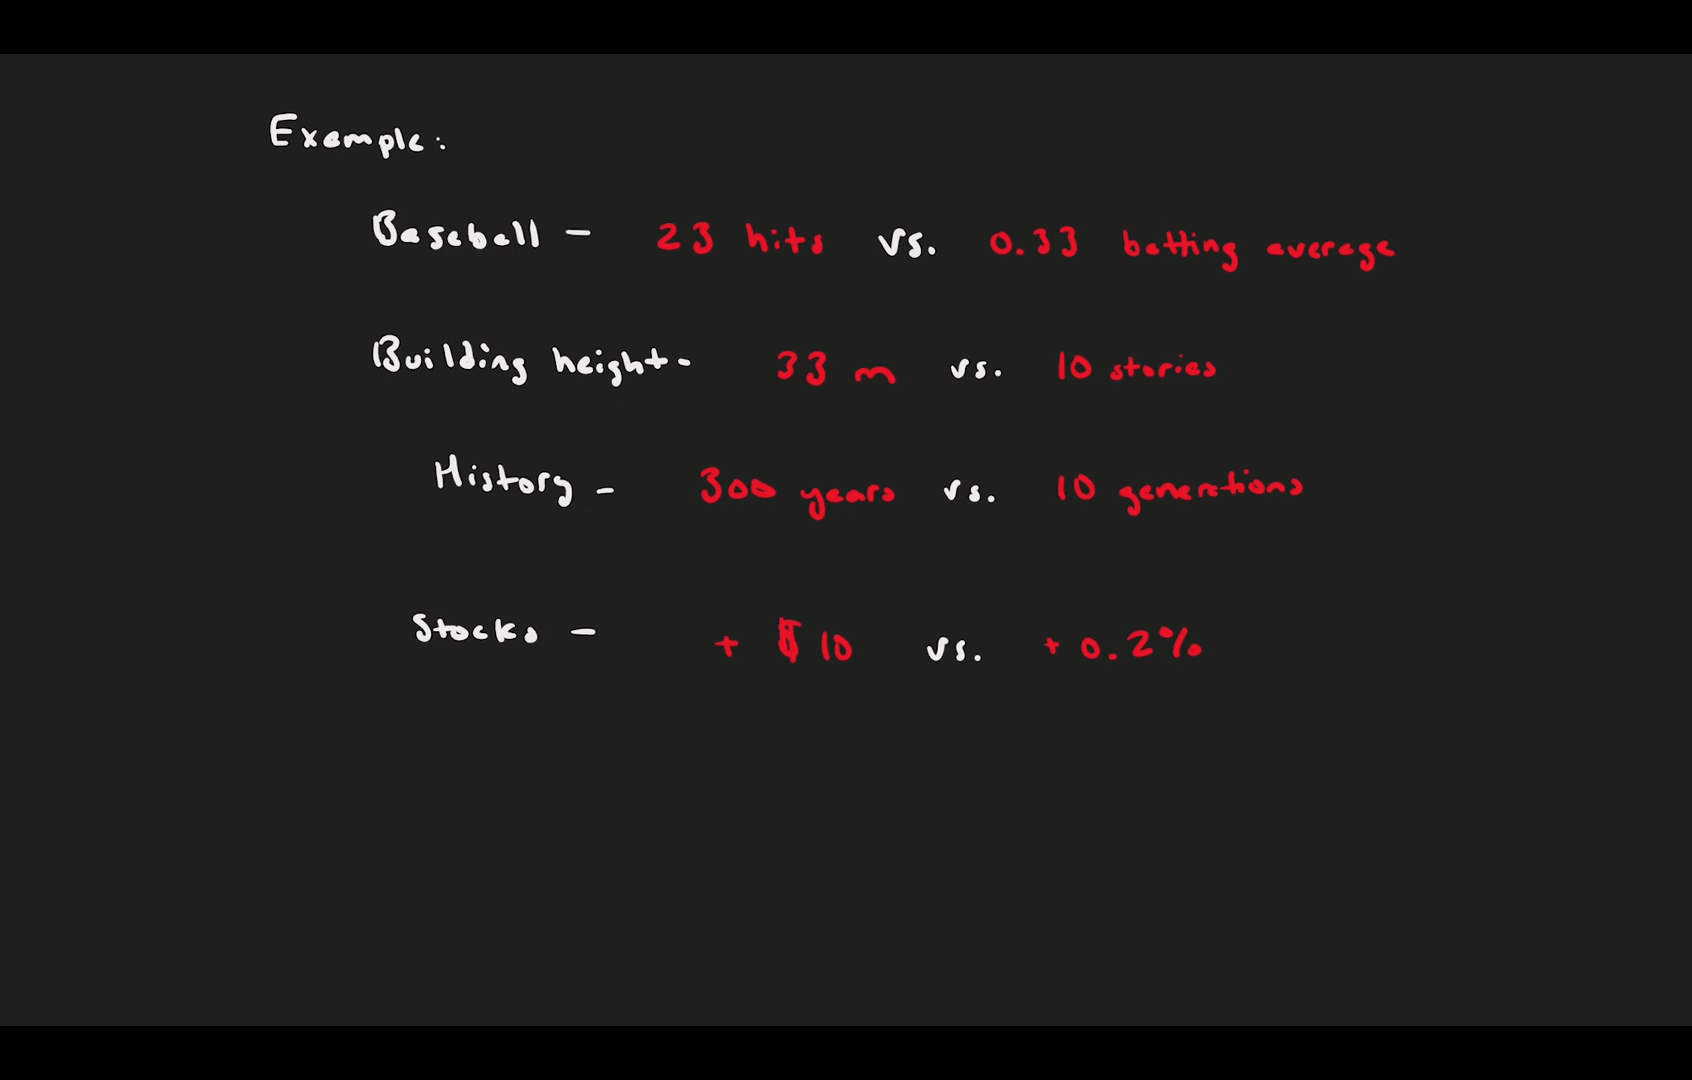 Example:
Baseball - 23 hits vs. 0.33 batting average
Building height - 33 m vs. 10 stories
History - 300 years vs. 10 generations
Stocks - + $ 10 vs. + 0.2%